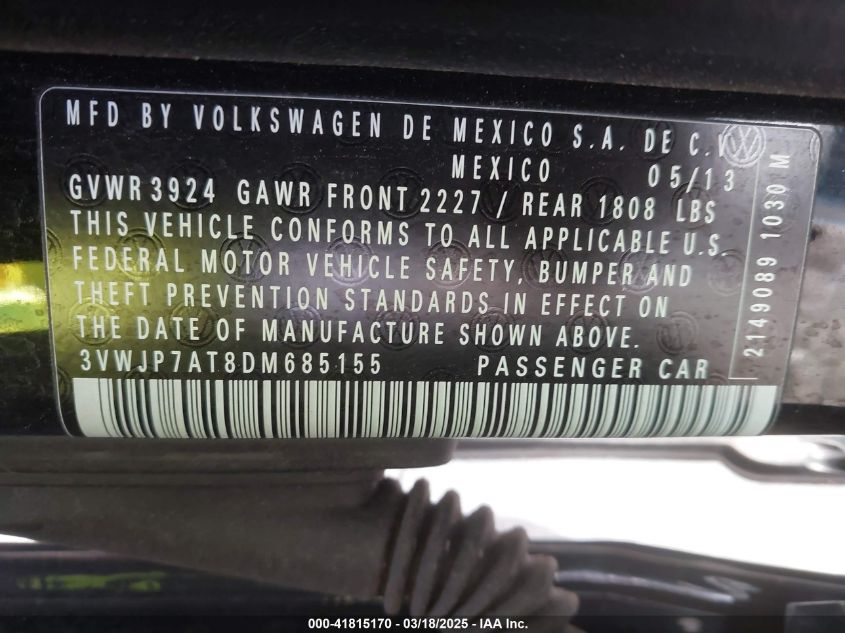 MFD BY VOLKSWAGEN DE MEXICO S.A. DE C.V
MEXICO 05/13
GVWR 3924 GAWR FRONT 2227 / REAR 1808 LBS
THIS VEHICLE CONFORMS TO ALL APPLICABLE U.S.
FEDERAL MOTOR VEHICLE SAFETY, BUMPER AND
THEFT PREVENTION STANDARDS IN EFFECT ON
THE DATE OF MANUFACTURE SHOWN ABOVE.
3VWJP7AT8DM685155 PASSENGER CAR
2149089 1030 M
000-41815170 - 03/18/2025 - IAA Inc.